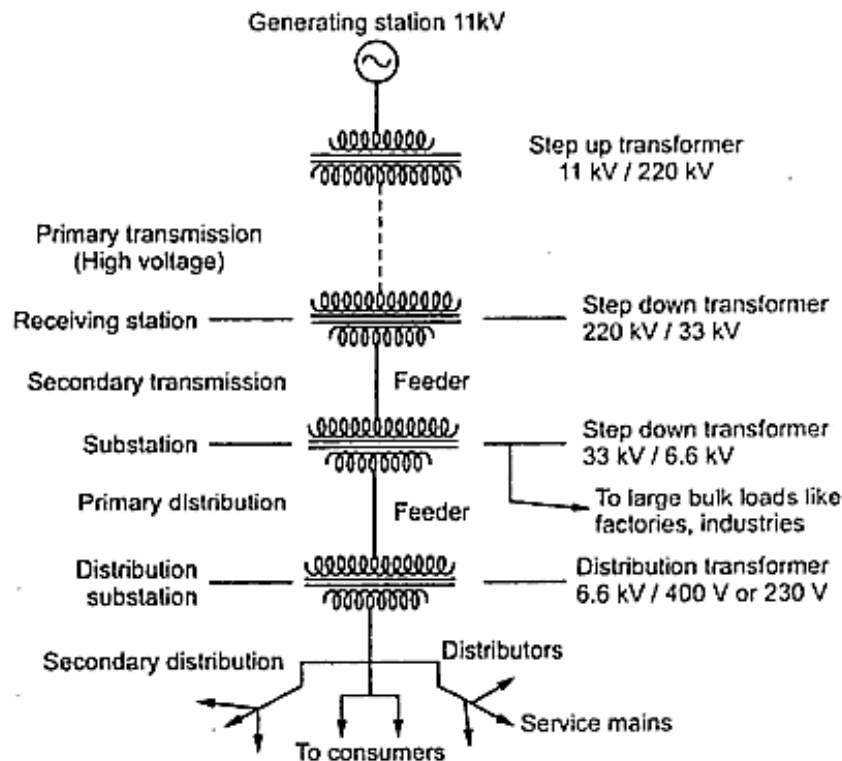 Generating station 11kV
Step up transformer
11 kV / 220 kV
Primary transmission
(High voltage)
Receiving station
Step down transformer
220 kV / 33 kV
Secondary transmission
Feeder
Substation
Step down transformer
33 kV / 6.6 kV
Primary distribution
Feeder
To large bulk loads like
factories, industries
Distribution
substation
Distribution transformer
6.6 kV / 400 V or 230 V
Secondary distribution
Distributors
Service mains
To consumers